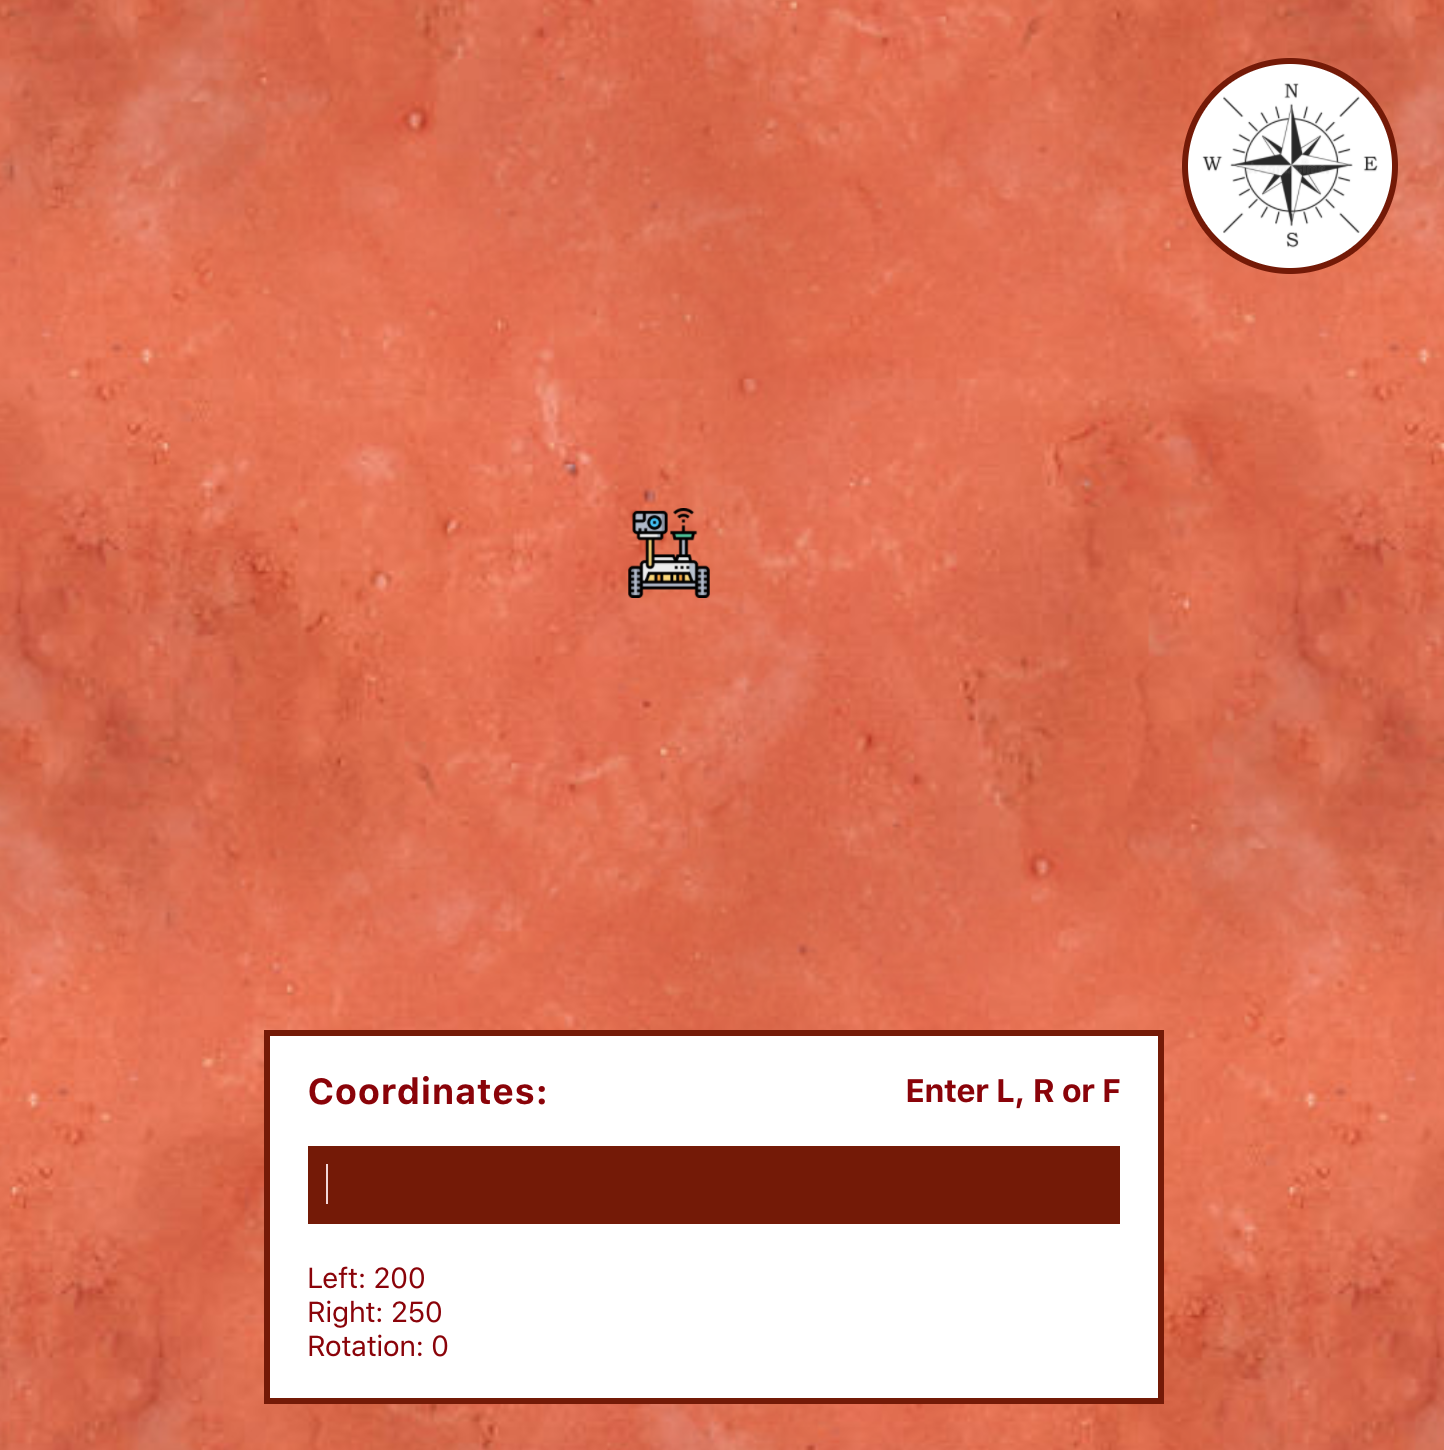 N
W E
S
Coordinates: Enter L, R or F
Left: 200
Right: 250
Rotation: 0